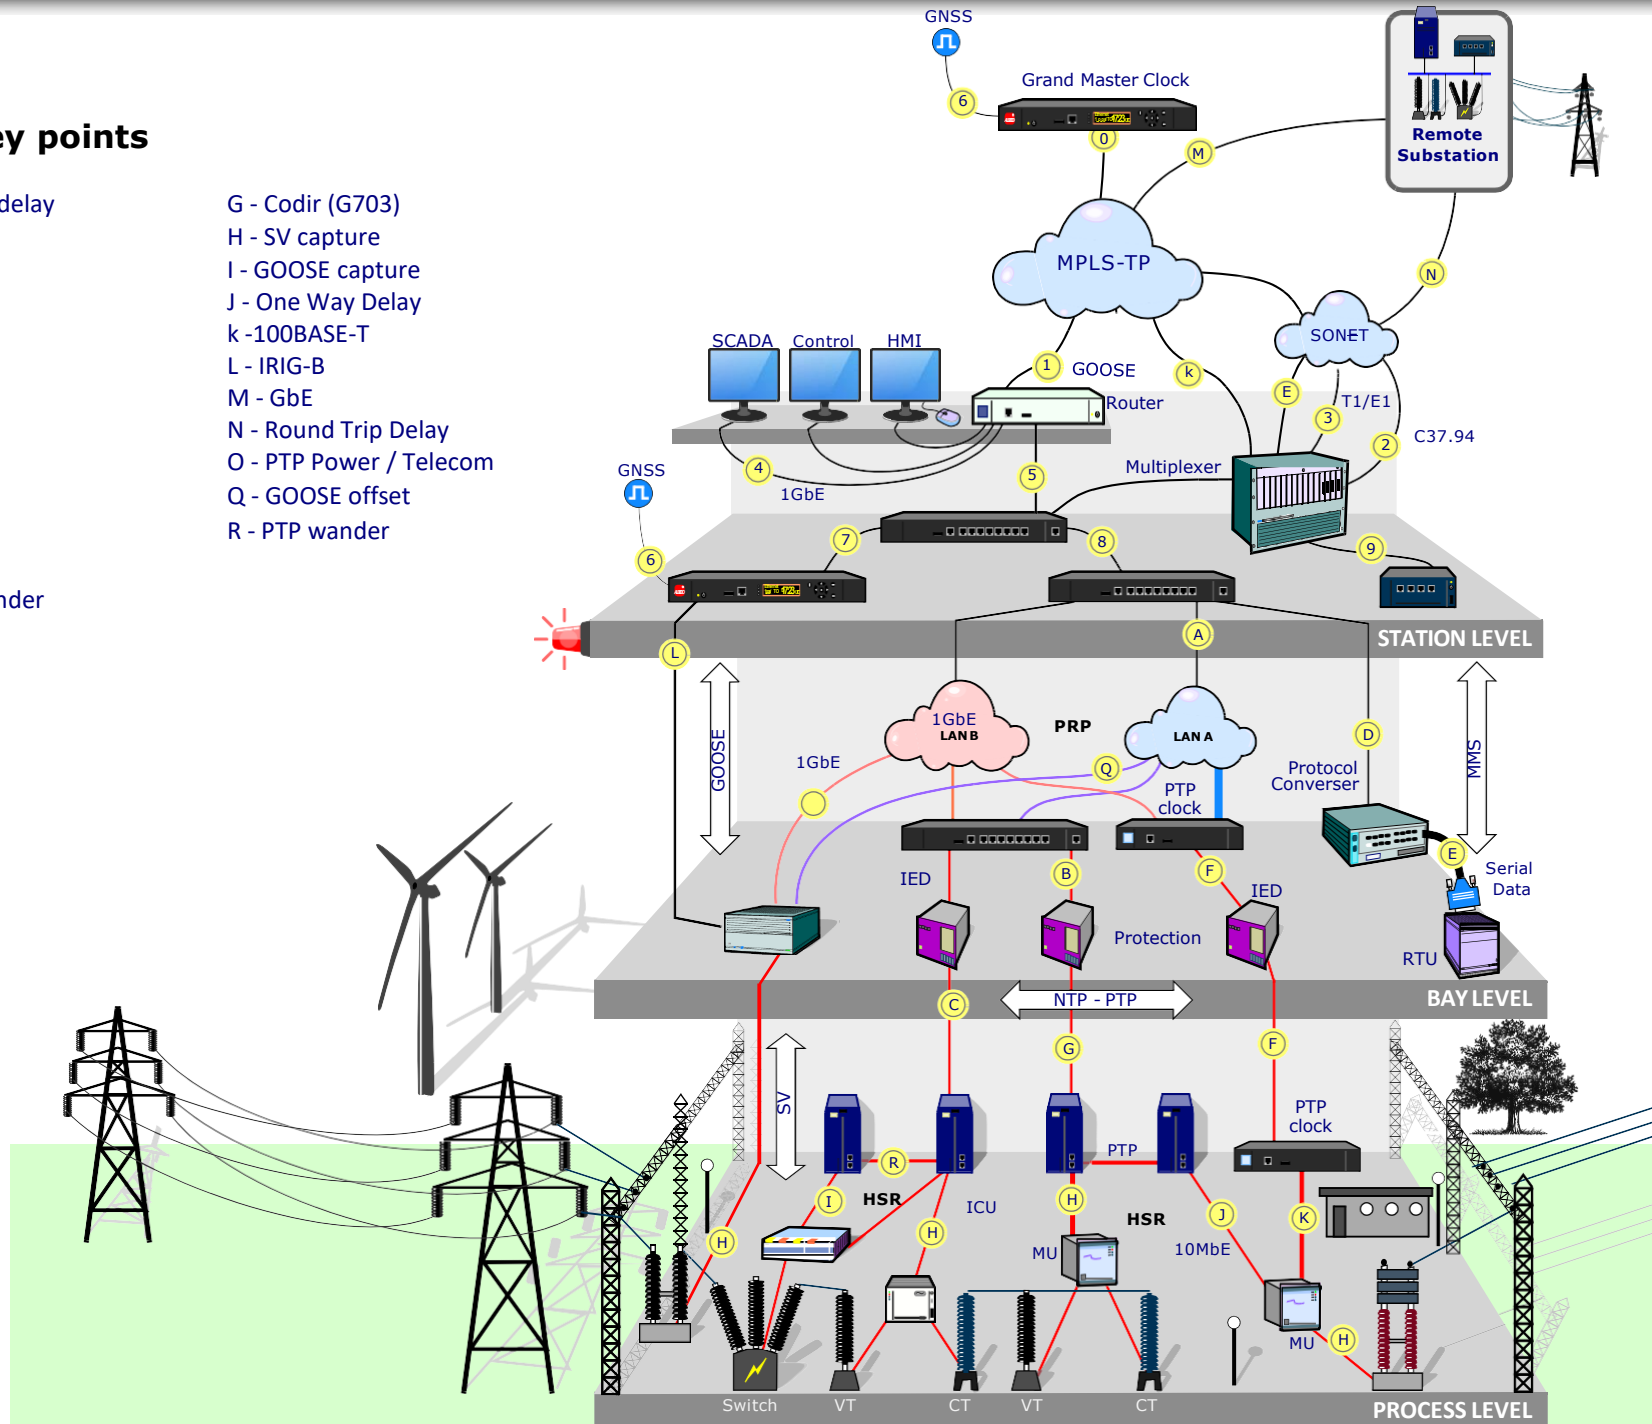 ey points
delay
nder
G - Codir (G703)
H - SV capture
I - GOOSE capture
J - One Way Delay
k -100BASE-T
L - IRIG-B
M - GbE
N - Round Trip Delay
O - PTP Power / Telecom
Q - GOOSE offset
R - PTP wander
GNSS
6
Grand Master Clock
0
M
Remote
Substation
MPLS-TP
N
SONET
SCADA
Control
HMI
1
GOOSE
k
E
3
T1/E1
2
C37.94
Router
4
1GbE
5
Multiplexer
GNSS
6
7
8
9
STATION LEVEL
L
A
GOOSE
1GbE
LAN B
PRP
LAN A
D
MMS
1GbE
Q
PTP
clock
Protocol
Converser
IED
B
F
IED
E
Serial
Data
Protection
RTU
BAY LEVEL
C
NTP - PTP
G
F
SV
PTP
clock
R
PTP
I
HSR
ICU
H
HSR
J
K
H
H
MU
10MbE
MU
H
Switch
VT
CT
VT
CT
PROCESS LEVEL